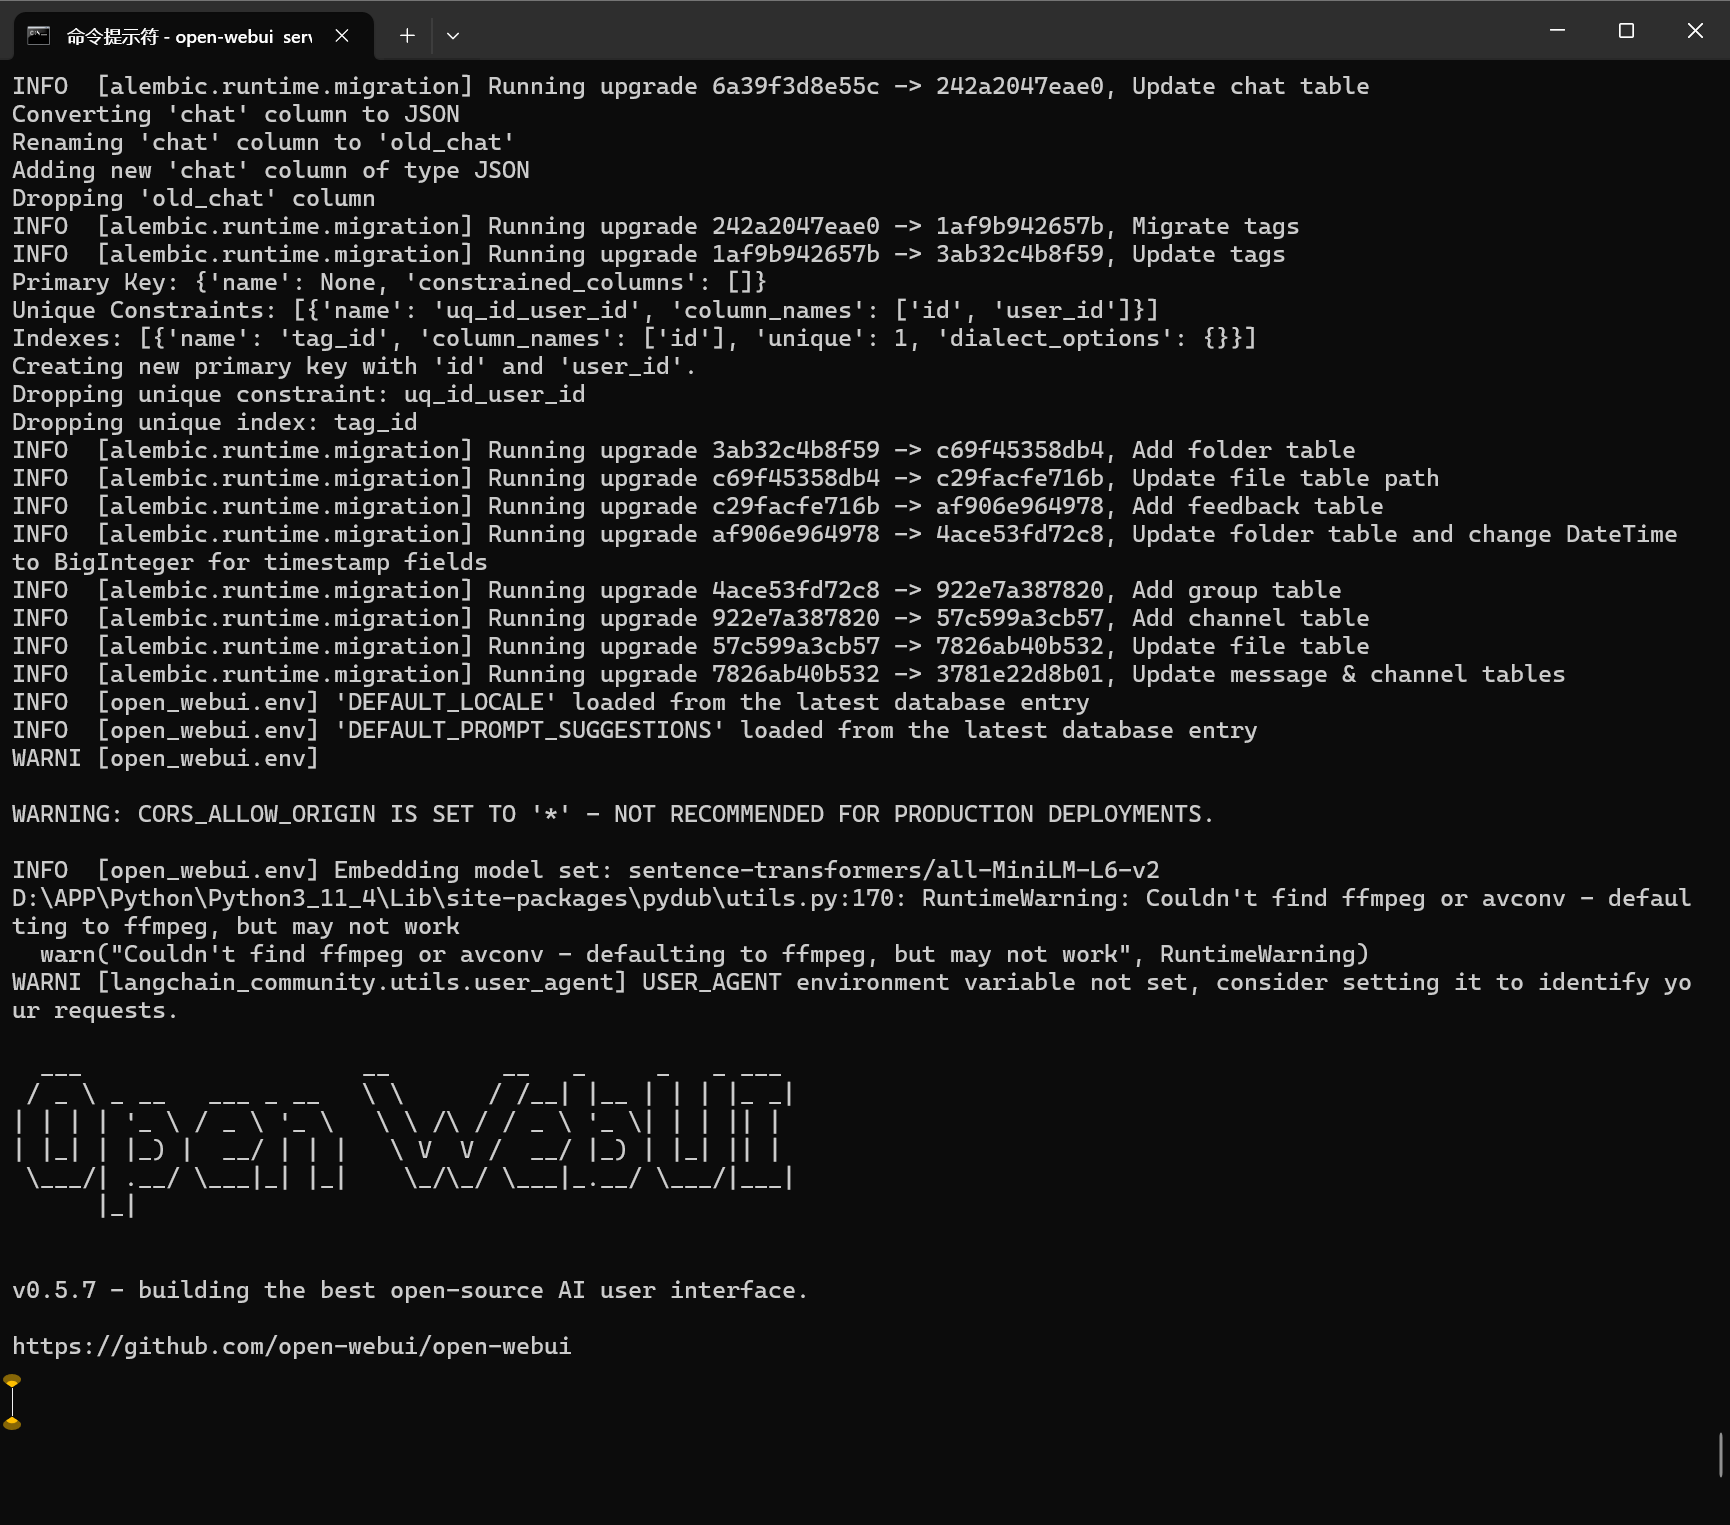 命令提示符 - open-webui  serv
INFO  [alembic.runtime.migration] Running upgrade 6a39f3d8e55c -> 242a2047eae0, Update chat table
Converting 'chat' column to JSON
Renaming 'chat' column to 'old_chat'
Adding new 'chat' column of type JSON
Dropping 'old_chat' column
INFO  [alembic.runtime.migration] Running upgrade 242a2047eae0 -> 1af9b942657b, Migrate tags
INFO  [alembic.runtime.migration] Running upgrade 1af9b942657b -> 3ab32c4b8f59, Update tags
Primary Key: {'name': None, 'constrained_columns': []}
Unique Constraints: [{'name': 'uq_id_user_id', 'column_names': ['id', 'user_id']}]
Indexes: [{'name': 'tag_id', 'column_names': ['id'], 'unique': 1, 'dialect_options': {}}]
Creating new primary key with 'id' and 'user_id'.
Dropping unique constraint: uq_id_user_id
Dropping unique index: tag_id
INFO  [alembic.runtime.migration] Running upgrade 3ab32c4b8f59 -> c69f45358db4, Add folder table
INFO  [alembic.runtime.migration] Running upgrade c69f45358db4 -> c29facfe716b, Update file table path
INFO  [alembic.runtime.migration] Running upgrade c29facfe716b -> af906e964978, Add feedback table
INFO  [alembic.runtime.migration] Running upgrade af906e964978 -> 4ace53fd72c8, Update folder table and change DateTime
to BigInteger for timestamp fields
INFO  [alembic.runtime.migration] Running upgrade 4ace53fd72c8 -> 922e7a387820, Add group table
INFO  [alembic.runtime.migration] Running upgrade 922e7a387820 -> 57c599a3cb57, Add channel table
INFO  [alembic.runtime.migration] Running upgrade 57c599a3cb57 -> 7826ab40b532, Update file table
INFO  [alembic.runtime.migration] Running upgrade 7826ab40b532 -> 3781e22d8b01, Update message & channel tables
INFO  [open_webui.env] 'DEFAULT_LOCALE' loaded from the latest database entry
INFO  [open_webui.env] 'DEFAULT_PROMPT_SUGGESTIONS' loaded from the latest database entry
WARNI [open_webui.env]
WARNING: CORS_ALLOW_ORIGIN IS SET TO '*' - NOT RECOMMENDED FOR PRODUCTION DEPLOYMENTS.
INFO  [open_webui.env] Embedding model set: sentence-transformers/all-MiniLM-L6-v2
D:\APP\Python\Python3_11_4\Lib\site-packages\pydub\utils.py:170: RuntimeWarning: Couldn't find ffmpeg or avconv - defaul
ting to ffmpeg, but may not work
  warn("Couldn't find ffmpeg or avconv - defaulting to ffmpeg, but may not work", RuntimeWarning)
WARNI [langchain_community.utils.user_agent] USER_AGENT environment variable not set, consider setting it to identify yo
ur requests.
Open WebUI
v0.5.7 - building the best open-source AI user interface.
https://github.com/open-webui/open-webui